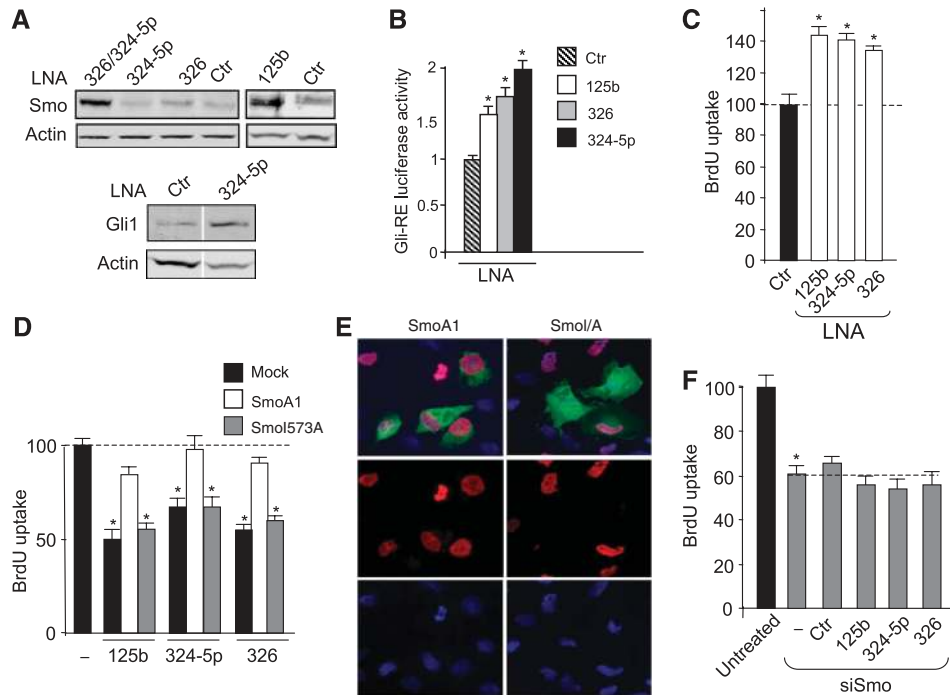 A
LNA
326/324-5p
324-5p
326
Ctr
125b
Ctr
Smo
Actin
LNA
Ctr
324-5p
Gli1
Actin
B
Gli-RE luciferase activity
2
1.5
1
0.5
0
LNA
Ctr
125b
326
324-5p
* * *
C
BrdU uptake
140
120
100
80
60
40
20
0
* * *
Ctr
125b
324-5p
326
LNA
D
Mock
SmoA1
Smol573A
BrdU uptake
100
50
0
* * * * * *
–
125b
324-5p
326
E
SmoA1
Smol/A
F
BrdU uptake
100
80
60
40
20
0
*
Untreated
–
Ctr
125b
324-5p
326
siSmo